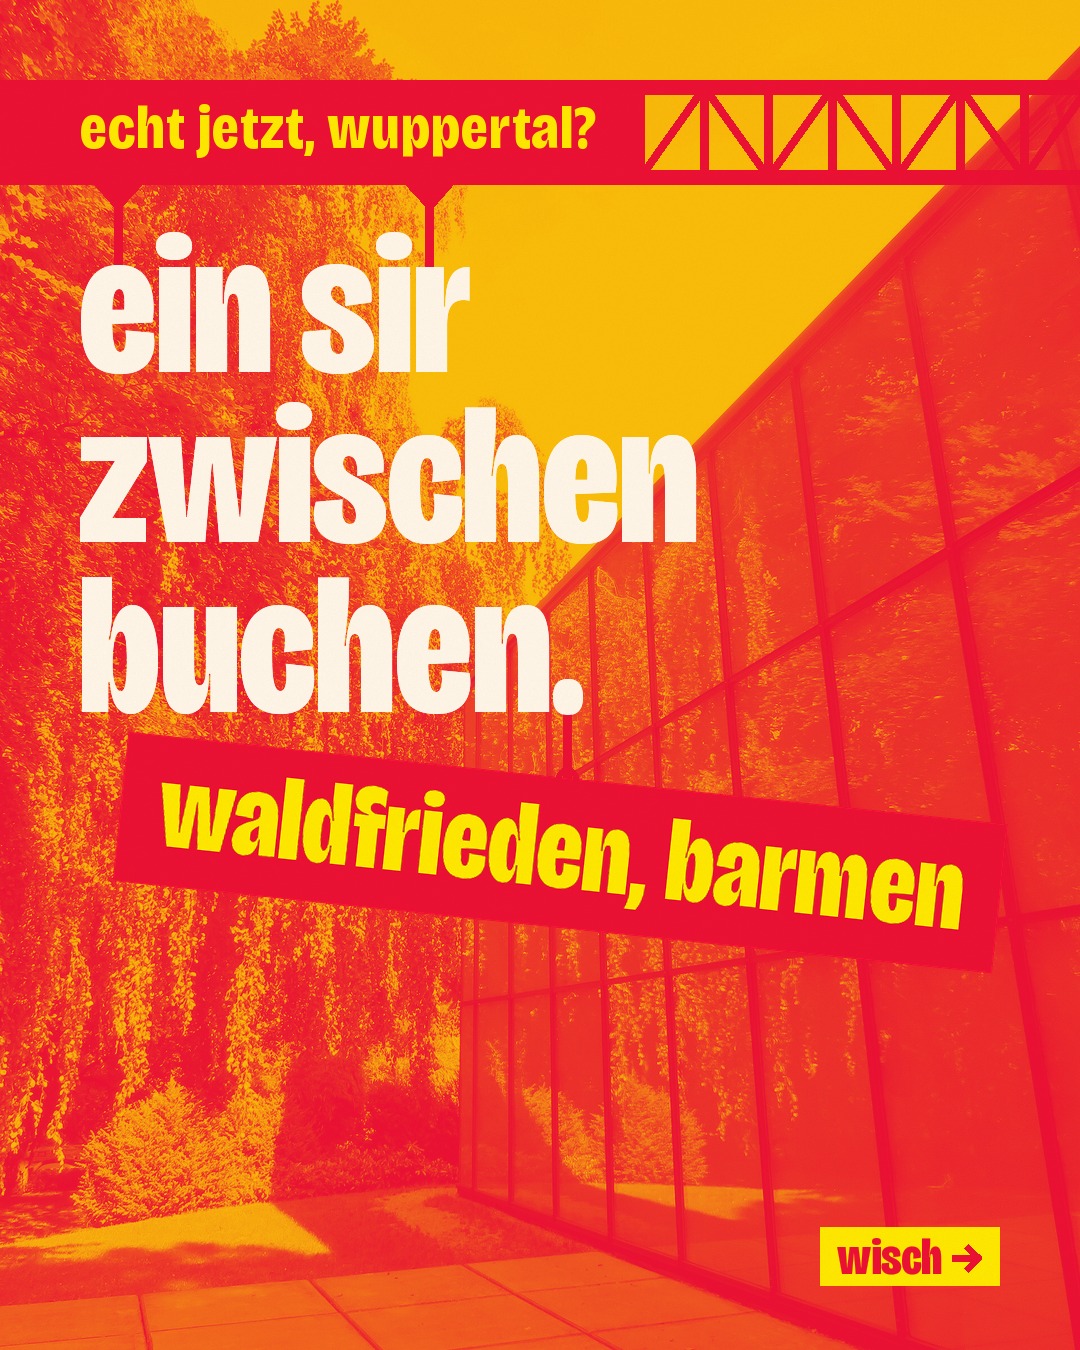 echt jetzt, wuppertal?
ein sir
zwischen
buchen.
waldfrieden, barmen
wisch →